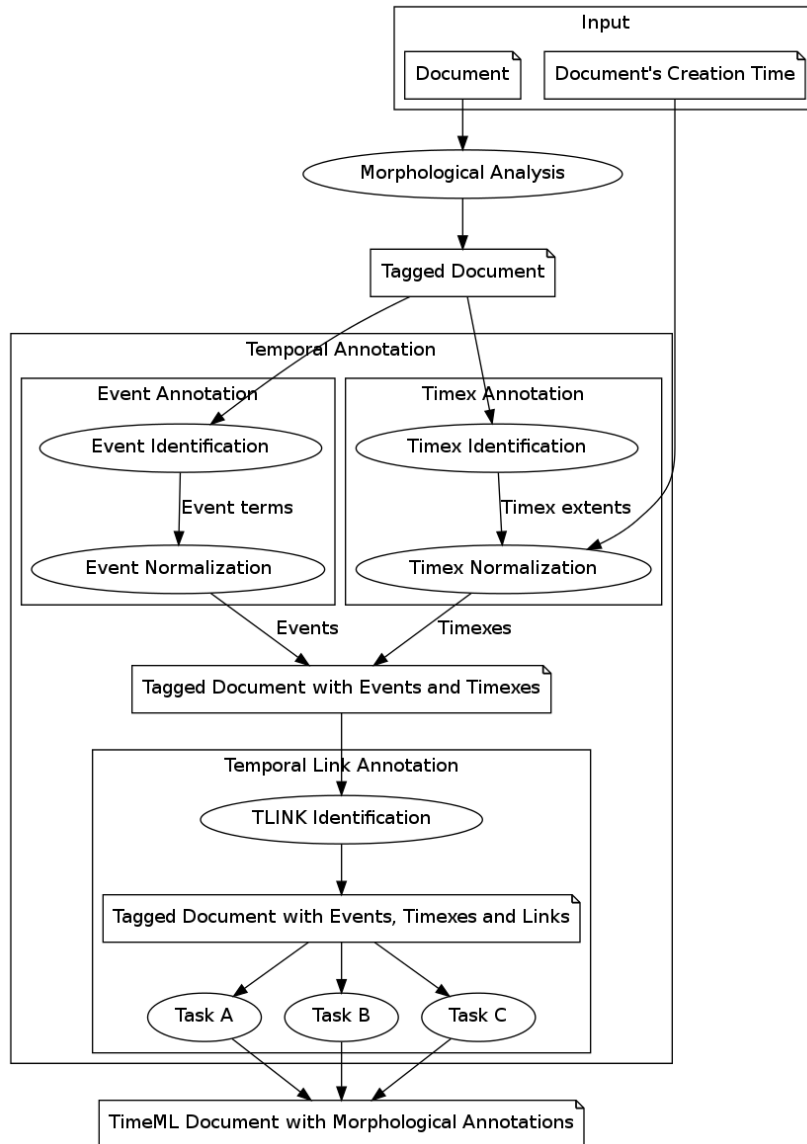 Input
Document
Document's Creation Time
Morphological Analysis
Tagged Document
Temporal Annotation
Event Annotation
Timex Annotation
Event Identification
Timex Identification
Event terms
Timex extents
Event Normalization
Timex Normalization
Events
Timexes
Tagged Document with Events and Timexes
Temporal Link Annotation
TLINK Identification
Tagged Document with Events, Timexes and Links
Task A
Task B
Task C
TimeML Document with Morphological Annotations